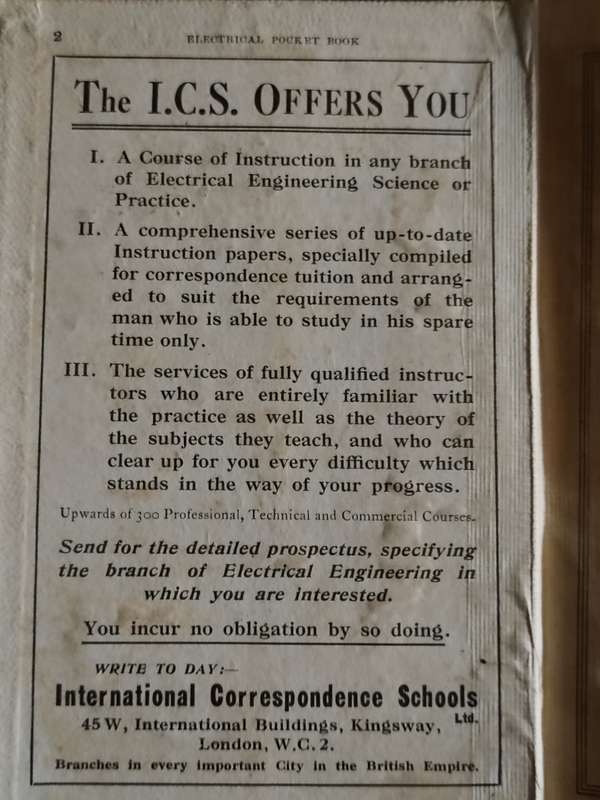 2
ELECTRICAL POCKET BOOK
The I.C.S. OFFERS YOU
I. A Course of Instruction in any branch
of Electrical Engineering Science or
Practice.
II. A comprehensive series of up-to-date
Instruction papers, specially compiled
for correspondence tuition and arrang-
ed to suit the requirements of the
man who is able to study in his spare
time only.
III. The services of fully qualified instruc-
tors who are entirely familiar with
the practice as well as the theory of
the subjects they teach, and who can
clear up for you every difficulty which
stands in the way of your progress.
Upwards of 300 Professional, Technical and Commercial Courses.
Send for the detailed prospectus, specifying
the branch of Electrical Engineering in
which you are interested.
You incur no obligation by so doing.
WRITE TO DAY:—
International Correspondence Schools
Ltd.
45W, International Buildings, Kingsway,
London, W.C.2.
Branches in every important City in the British Empire.